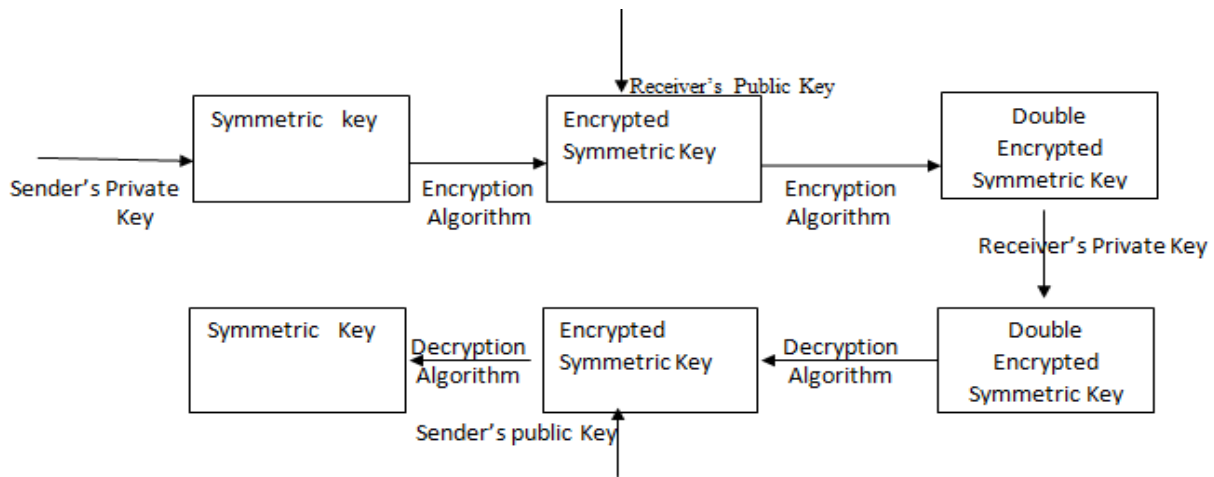 Receiver's Public Key
Symmetric key
Encrypted
Symmetric Key
Double
Encrypted
Symmetric Key
Sender's Private
Key
Encryption
Algorithm
Encryption
Algorithm
Receiver's Private Key
Symmetric Key
Decryption
Algorithm
Encrypted
Symmetric Key
Decryption
Algorithm
Double
Encrypted
Symmetric Key
Sender's public Key